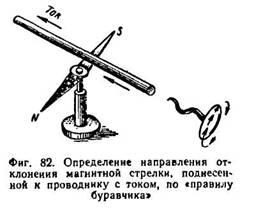 Ток
S
N
Фиг. 82. Определение направления от-
клонения магнитной стрелки, поднесен-
ной к проводнику с током, по «правилу
буравчика»